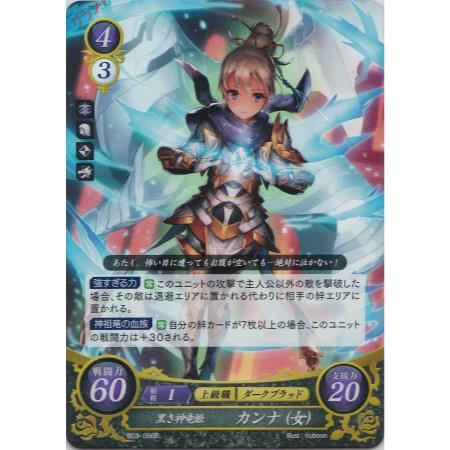 4
3
あたく、怖い目に遭ってもお腹が空いても…絶対に泣かない!
強すぎる力 常 このユニットの攻撃で主人公以外の敵を撃破した
場合、その敵は退避エリアに置かれる代わりに相手の絆エリアに
置かれる。
神祖竜の血族 常 自分の絆カードが7枚以上の場合、このユニット
の戦闘力は+30される。
戦闘力
60
射程 1
上級職 ダークブラッド
支援力
20
黒き神竜姫 カンナ(女)
B03-066R
Illust: cuboon